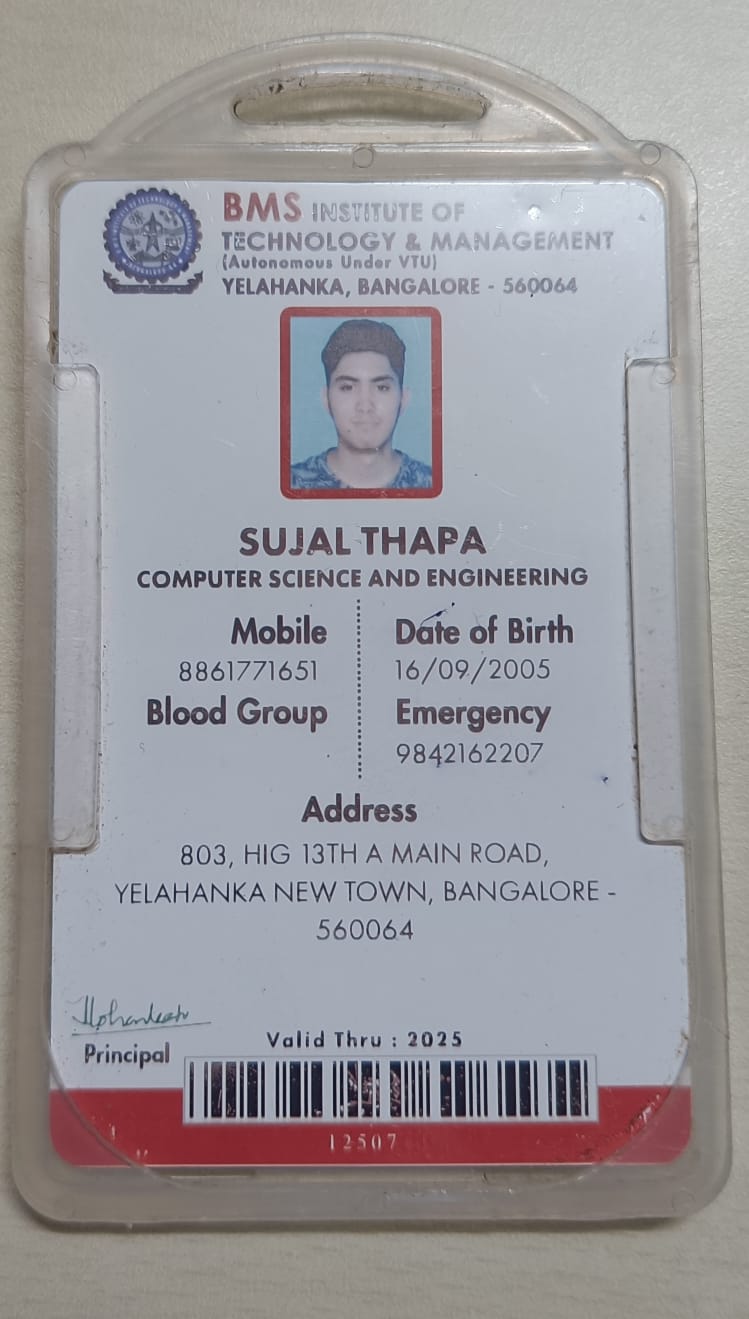 BMS INSTITUTE OF
TECHNOLOGY & MANAGEMENT
(Autonomous Under VTU)
YELAHANKA, BANGALORE - 560064
SUJAL THAPA
COMPUTER SCIENCE AND ENGINEERING
Mobile
8861771651
Date of Birth
16/09/2005
Blood Group
Emergency
9842162207
Address
803, HIG 13TH A MAIN ROAD,
YELAHANKA NEW TOWN, BANGALORE -
560064
Principal
Valid Thru : 2025
12507